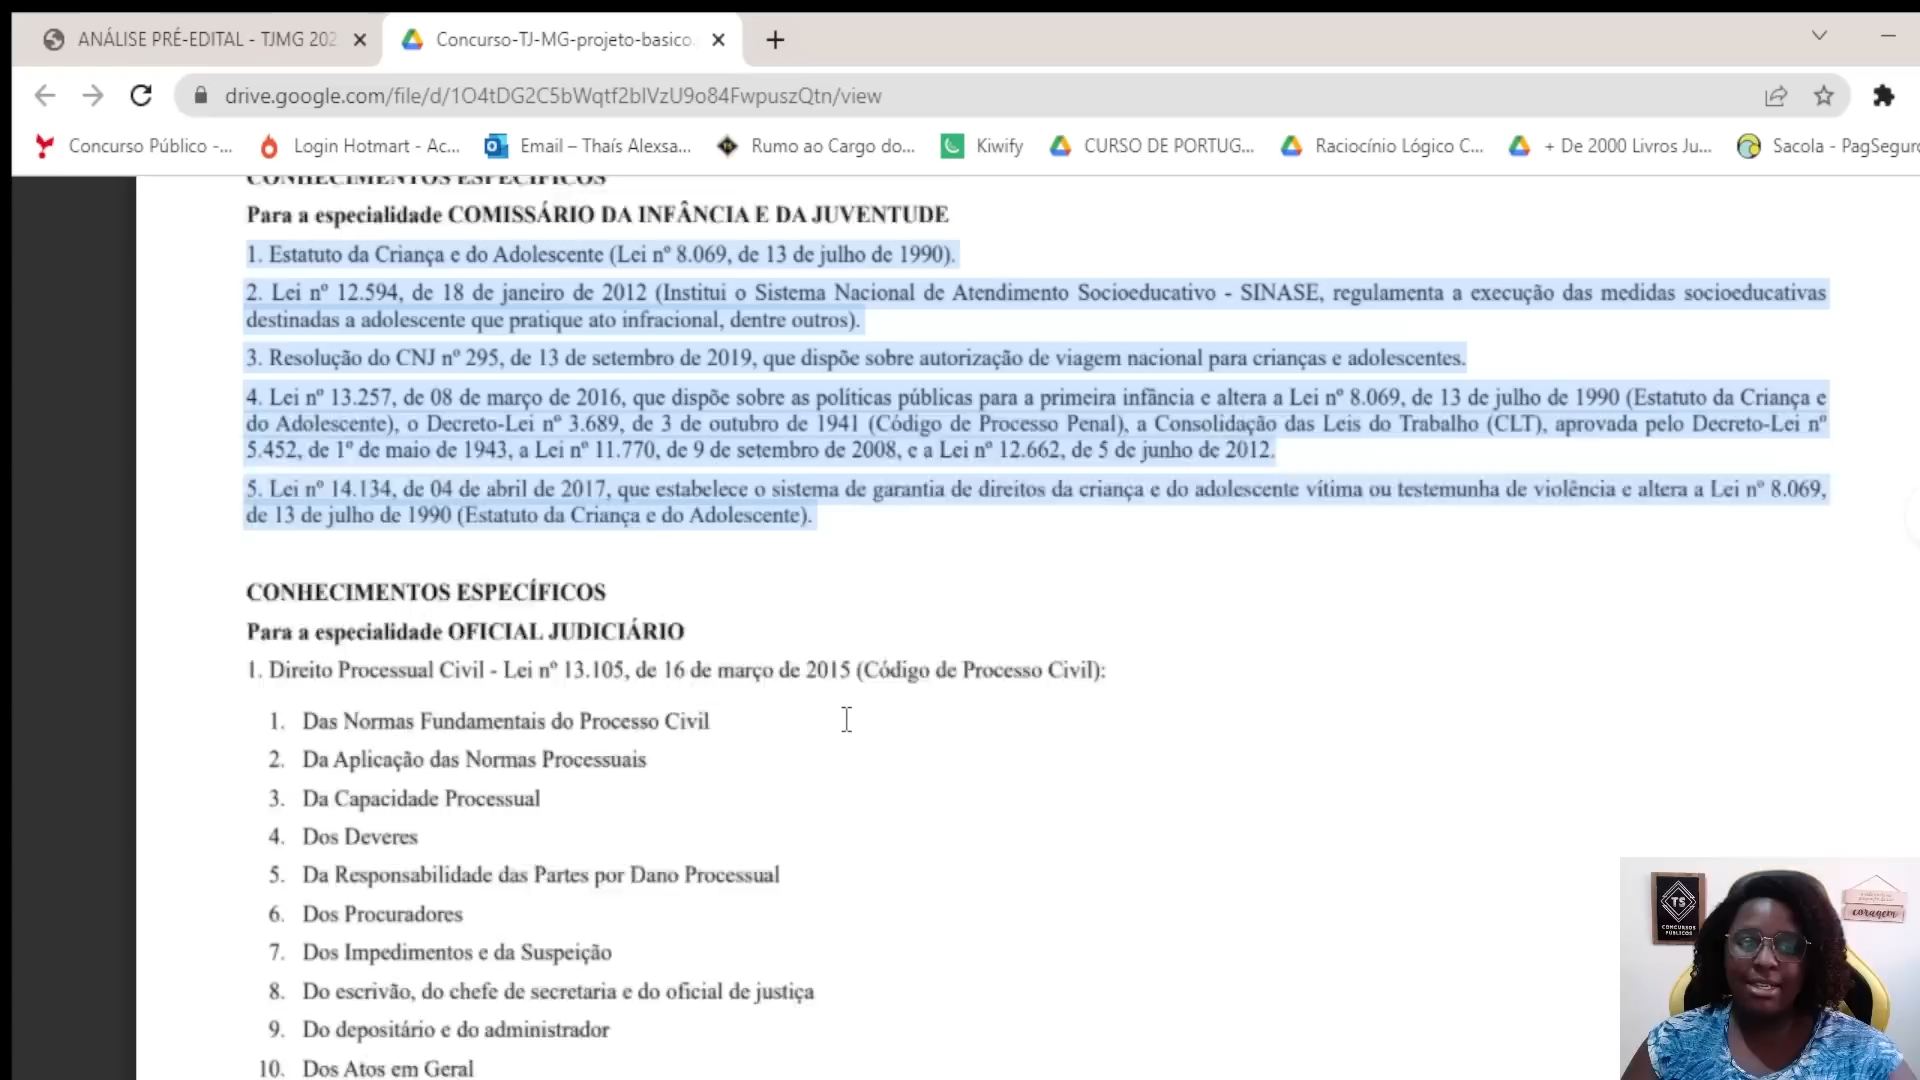 ANÁLISE PRÉ-EDITAL - TJMG 202
Concurso-TJ-MG-projeto-basico.
drive.google.com/file/d/1O4tDG2C5bWqtf2blVzU9o84FwpuszQtn/view
Concurso Público -...
Login Hotmart - Ac...
Email – Thaís Alexsa...
Rumo ao Cargo do...
Kiwify
CURSO DE PORTUG...
Raciocínio Lógico C...
+ De 2000 Livros Ju...
Sacola - PagSeguro
CONHECIMENTOS ESPECÍFICOS
Para a especialidade COMISSÁRIO DA INFÂNCIA E DA JUVENTUDE
1. Estatuto da Criança e do Adolescente (Lei nº 8.069, de 13 de julho de 1990).
2. Lei nº 12.594, de 18 de janeiro de 2012 (Institui o Sistema Nacional de Atendimento Socioeducativo - SINASE, regulamenta a execução das medidas socioeducativas
destinadas a adolescente que pratique ato infracional, dentre outros).
3. Resolução do CNJ nº 295, de 13 de setembro de 2019, que dispõe sobre autorização de viagem nacional para crianças e adolescentes.
4. Lei nº 13.257, de 08 de março de 2016, que dispõe sobre as políticas públicas para a primeira infância e altera a Lei nº 8.069, de 13 de julho de 1990 (Estatuto da Criança e
do Adolescente), o Decreto-Lei nº 3.689, de 3 de outubro de 1941 (Código de Processo Penal), a Consolidação das Leis do Trabalho (CLT), aprovada pelo Decreto-Lei nº
5.452, de 1º de maio de 1943, a Lei nº 11.770, de 9 de setembro de 2008, e a Lei nº 12.662, de 5 de junho de 2012.
5. Lei nº 14.134, de 04 de abril de 2017, que estabelece o sistema de garantia de direitos da criança e do adolescente vítima ou testemunha de violência e altera a Lei nº 8.069,
de 13 de julho de 1990 (Estatuto da Criança e do Adolescente).
CONHECIMENTOS ESPECÍFICOS
Para a especialidade OFICIAL JUDICIÁRIO
1. Direito Processual Civil - Lei nº 13.105, de 16 de março de 2015 (Código de Processo Civil):
1. Das Normas Fundamentais do Processo Civil
2. Da Aplicação das Normas Processuais
3. Da Capacidade Processual
4. Dos Deveres
5. Da Responsabilidade das Partes por Dano Processual
6. Dos Procuradores
7. Dos Impedimentos e da Suspeição
8. Do escrivão, do chefe de secretaria e do oficial de justiça
9. Do depositário e do administrador
10. Dos Atos em Geral
TS
CONCURSOS
PÚBLICOS
coragem